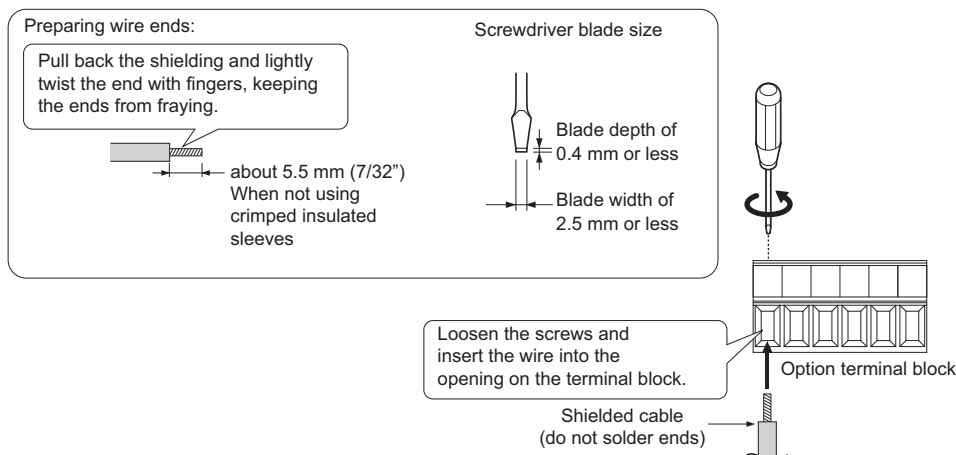 Preparing wire ends:
Pull back the shielding and lightly
twist the end with fingers, keeping
the ends from fraying.
about 5.5 mm (7/32”)
When not using
crimped insulated
sleeves
Screwdriver blade size
Blade depth of
0.4 mm or less
Blade width of
2.5 mm or less
Loosen the screws and
insert the wire into the
opening on the terminal block.
Option terminal block
Shielded cable
(do not solder ends)